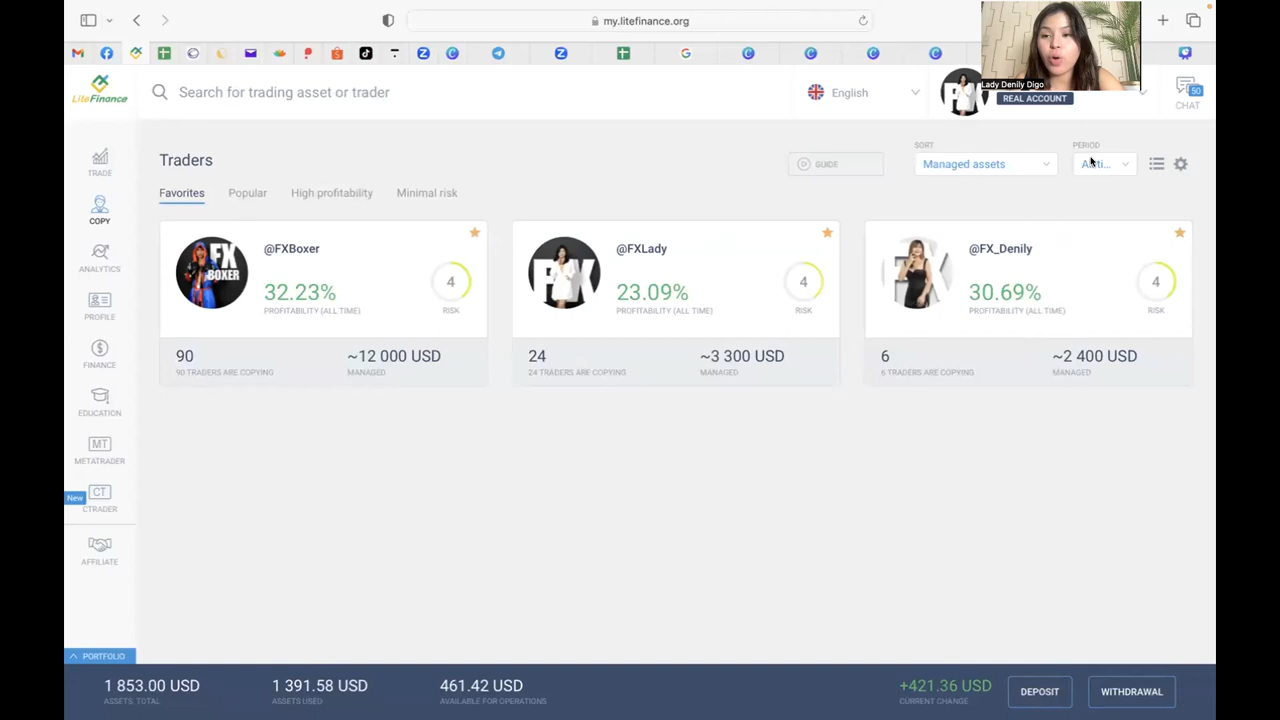 my.litefinance.org
LiteFinance
Search for trading asset or trader
English
Lady Denily Digo
REAL ACCOUNT
50
CHAT
TRADE
COPY
ANALYTICS
PROFILE
FINANCE
EDUCATION
MT
METATRADER
New
CT
CTRADER
AFFILIATE
PORTFOLIO
Traders
GUIDE
SORT
Managed assets
PERIOD
Favorites
Popular
High profitability
Minimal risk
FX BOXER
@FXBoxer
32.23%
PROFITABILITY (ALL TIME)
4
RISK
90
90 TRADERS ARE COPYING
~12 000 USD
MANAGED
FX
@FXLady
23.09%
PROFITABILITY (ALL TIME)
4
RISK
24
24 TRADERS ARE COPYING
~3 300 USD
MANAGED
@FX_Denily
30.69%
PROFITABILITY (ALL TIME)
4
RISK
6
6 TRADERS ARE COPYING
~2 400 USD
MANAGED
1 853.00 USD
ASSETS, TOTAL
1 391.58 USD
ASSETS USED
461.42 USD
AVAILABLE FOR OPERATIONS
+421.36 USD
CURRENT CHANGE
DEPOSIT
WITHDRAWAL